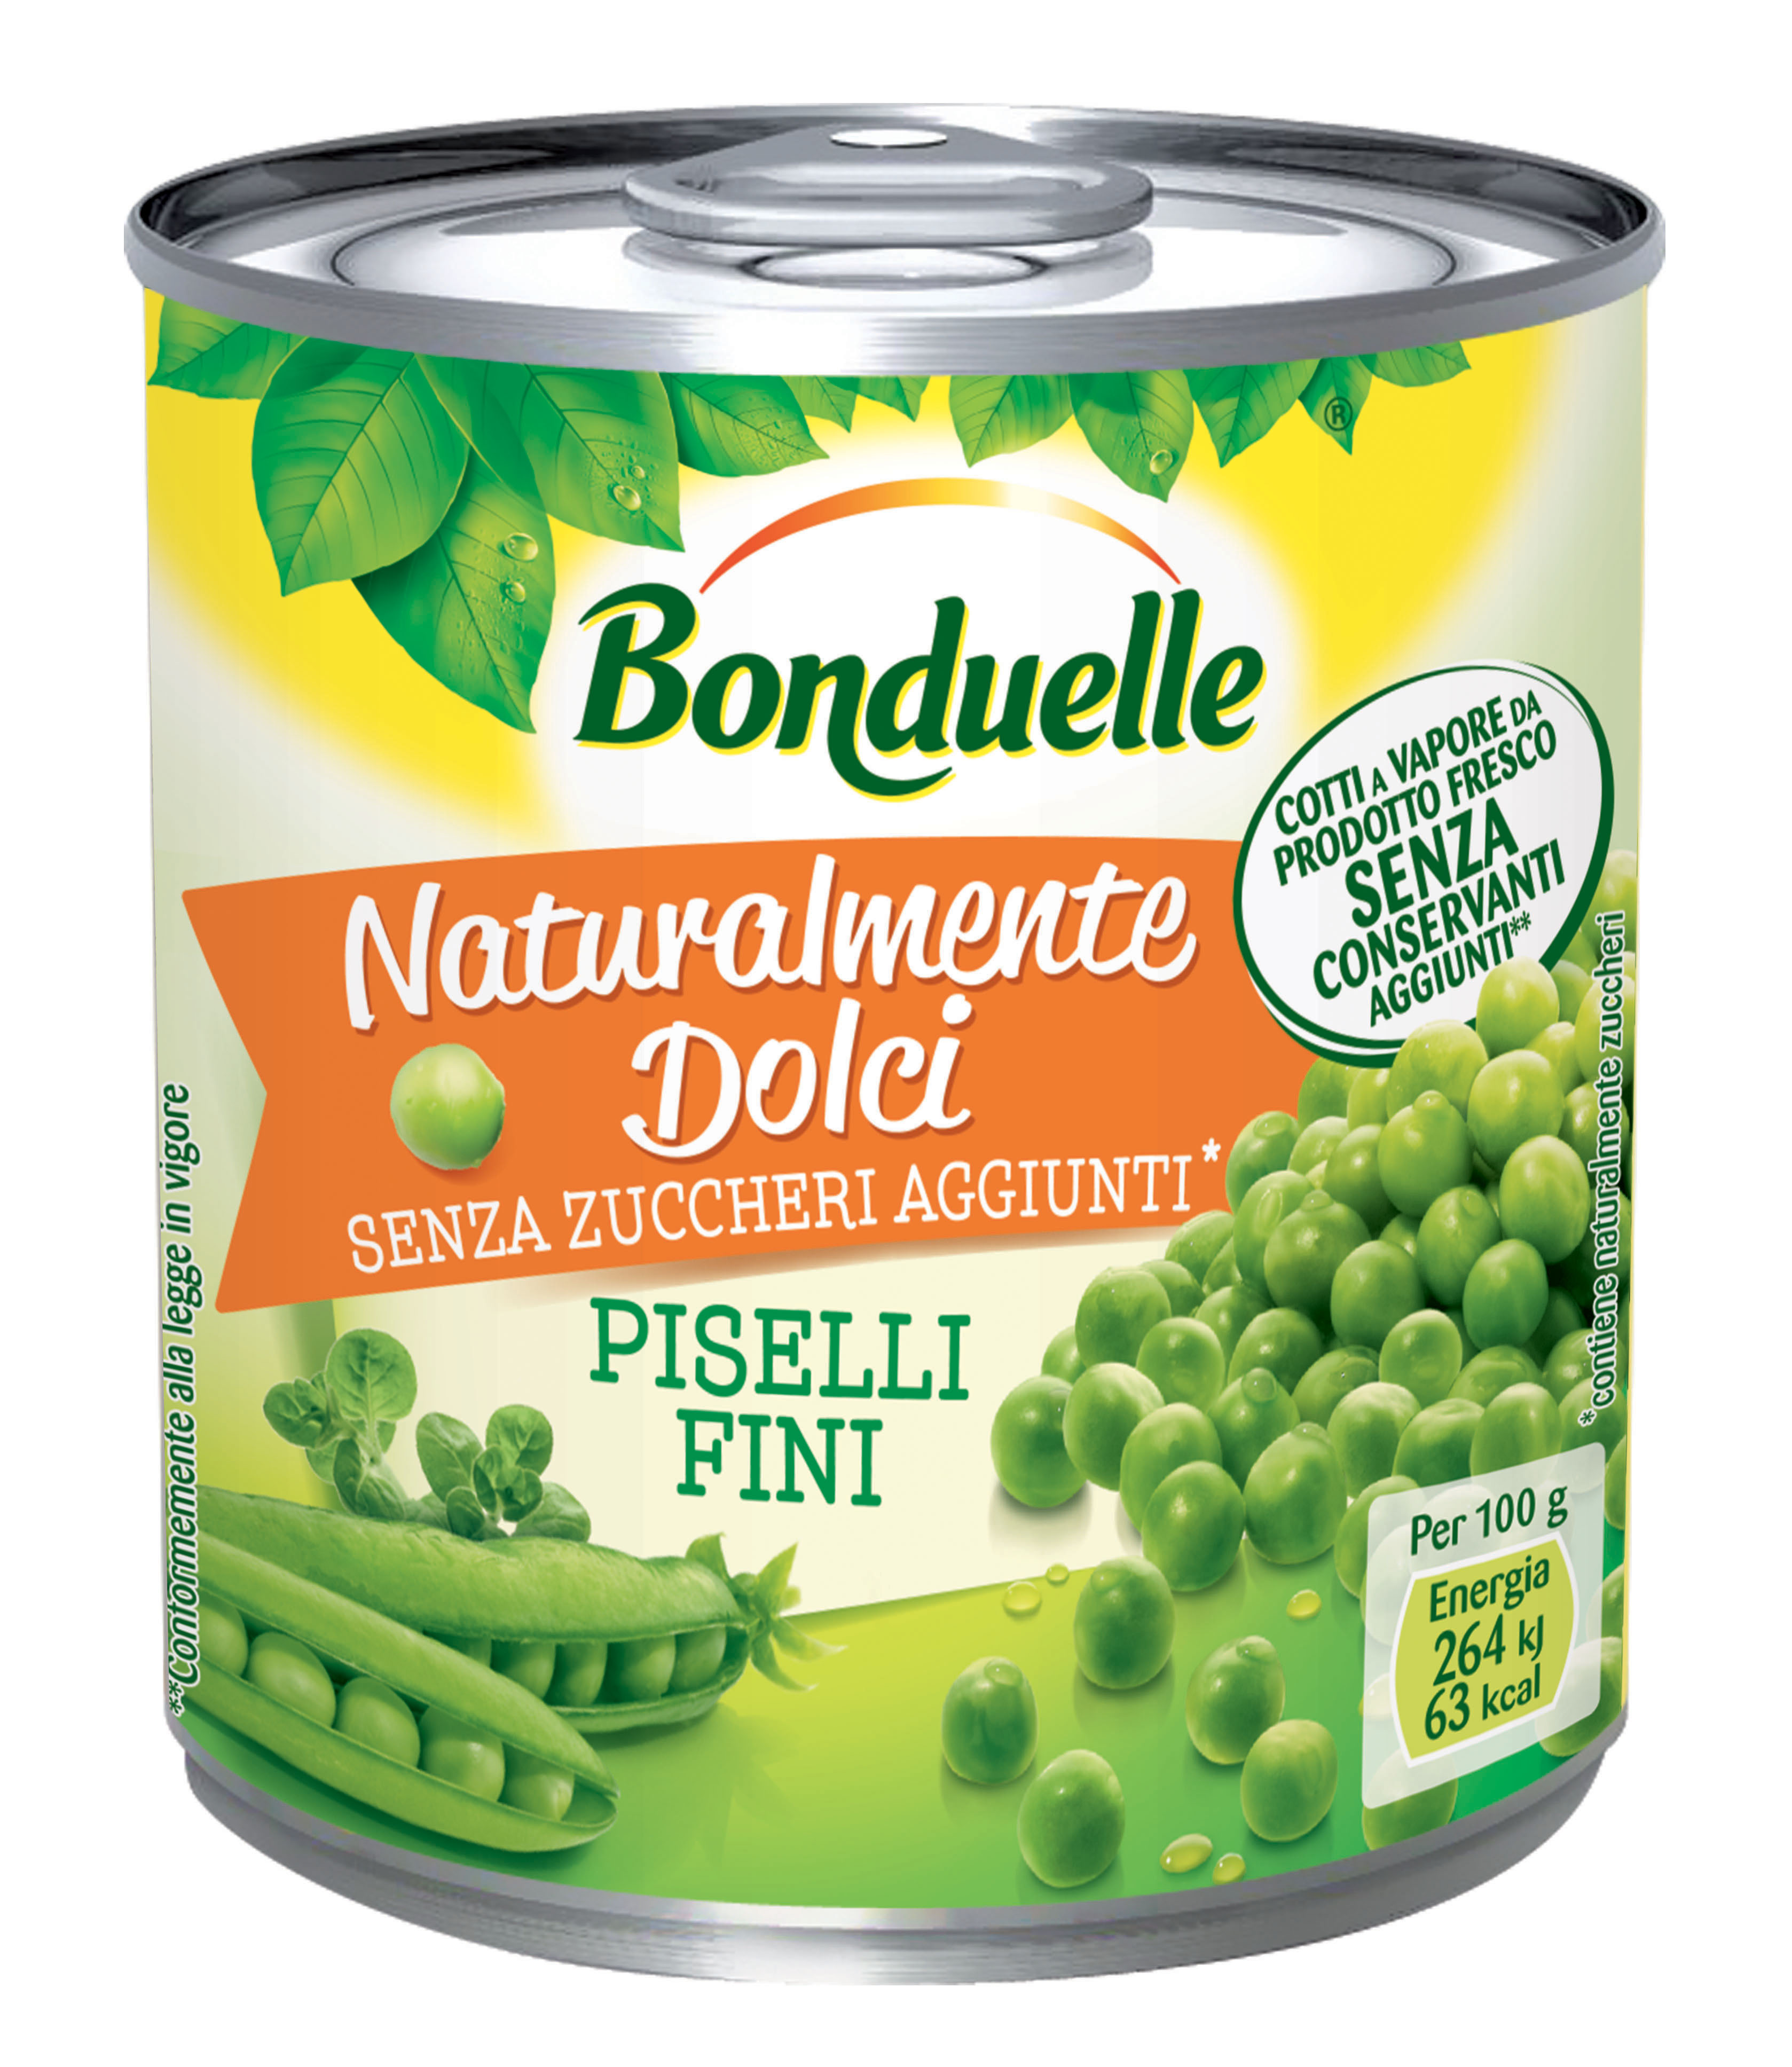 ®
Bonduelle
COTTI A VAPORE DA
PRODOTTO FRESCO
SENZA
CONSERVANTI
AGGIUNTI**
Naturalmente
Dolci
SENZA ZUCCHERI AGGIUNTI*
PISELLI
FINI
Per 100 g
Energia
264 kJ
63 kcal
*contiene naturalmente zuccheri
**Conformemente alla legge in vigore